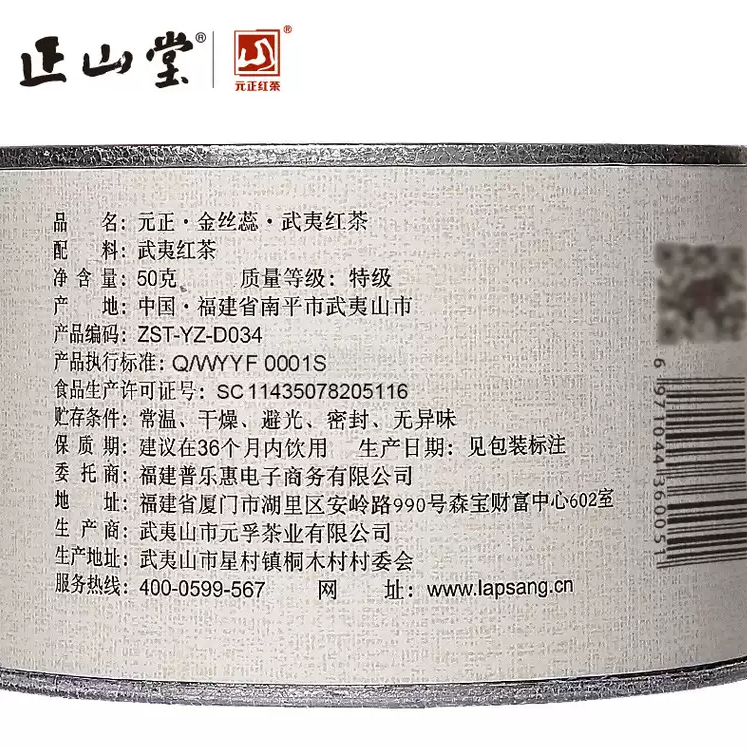 正山堂®
®
元正红茶
品 名：元正·金丝蕊·武夷红茶
配 料：武夷红茶
净 含 量：50克 质量等级：特级
产 地：中国·福建省南平市武夷山市
产品编码：ZST-YZ-D034
产品执行标准：Q/WYYF 0001S
食品生产许可证号：SC11435078205116
贮存条件：常温、干燥、避光、密封、无异味
保 质 期：建议在36个月内饮用 生产日期：见包装标注
委 托 商：福建普乐惠电子商务有限公司
地 址：福建省厦门市湖里区安岭路990号森宝财富中心602室
生 产 商：武夷山市元孚茶业有限公司
生产地址：武夷山市星村镇桐木村村委会
服务热线：400-0599-567 网 址：www.lapsang.cn
6 971044 360051